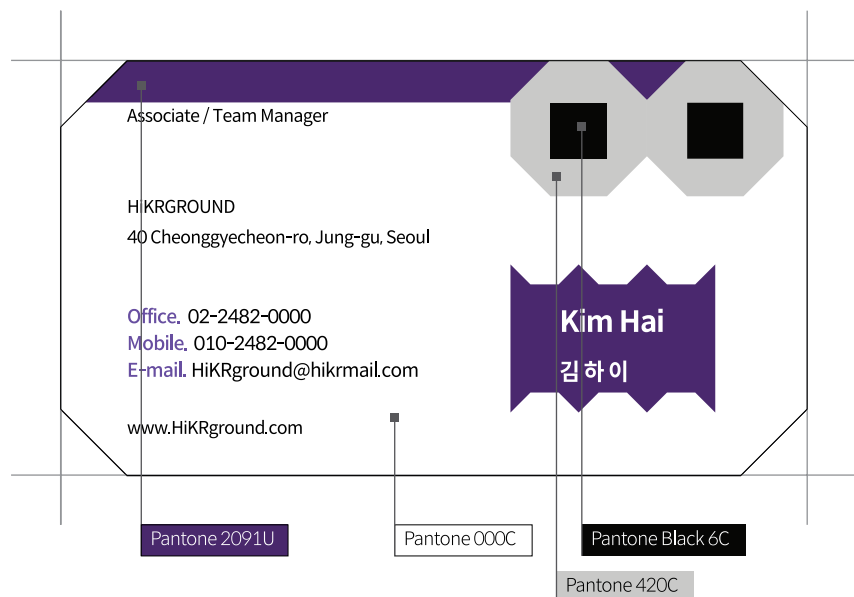 Associate / Team Manager
HiKRGROUND
40 Cheonggyecheon-ro, Jung-gu, Seoul
Office. 02-2482-0000
Mobile. 010-2482-0000
E-mail. HiKRground@hikrmail.com
www.HiKRground.com
Kim Hai
김하이
Pantone 2091U
Pantone 000C
Pantone Black 6C
Pantone 420C